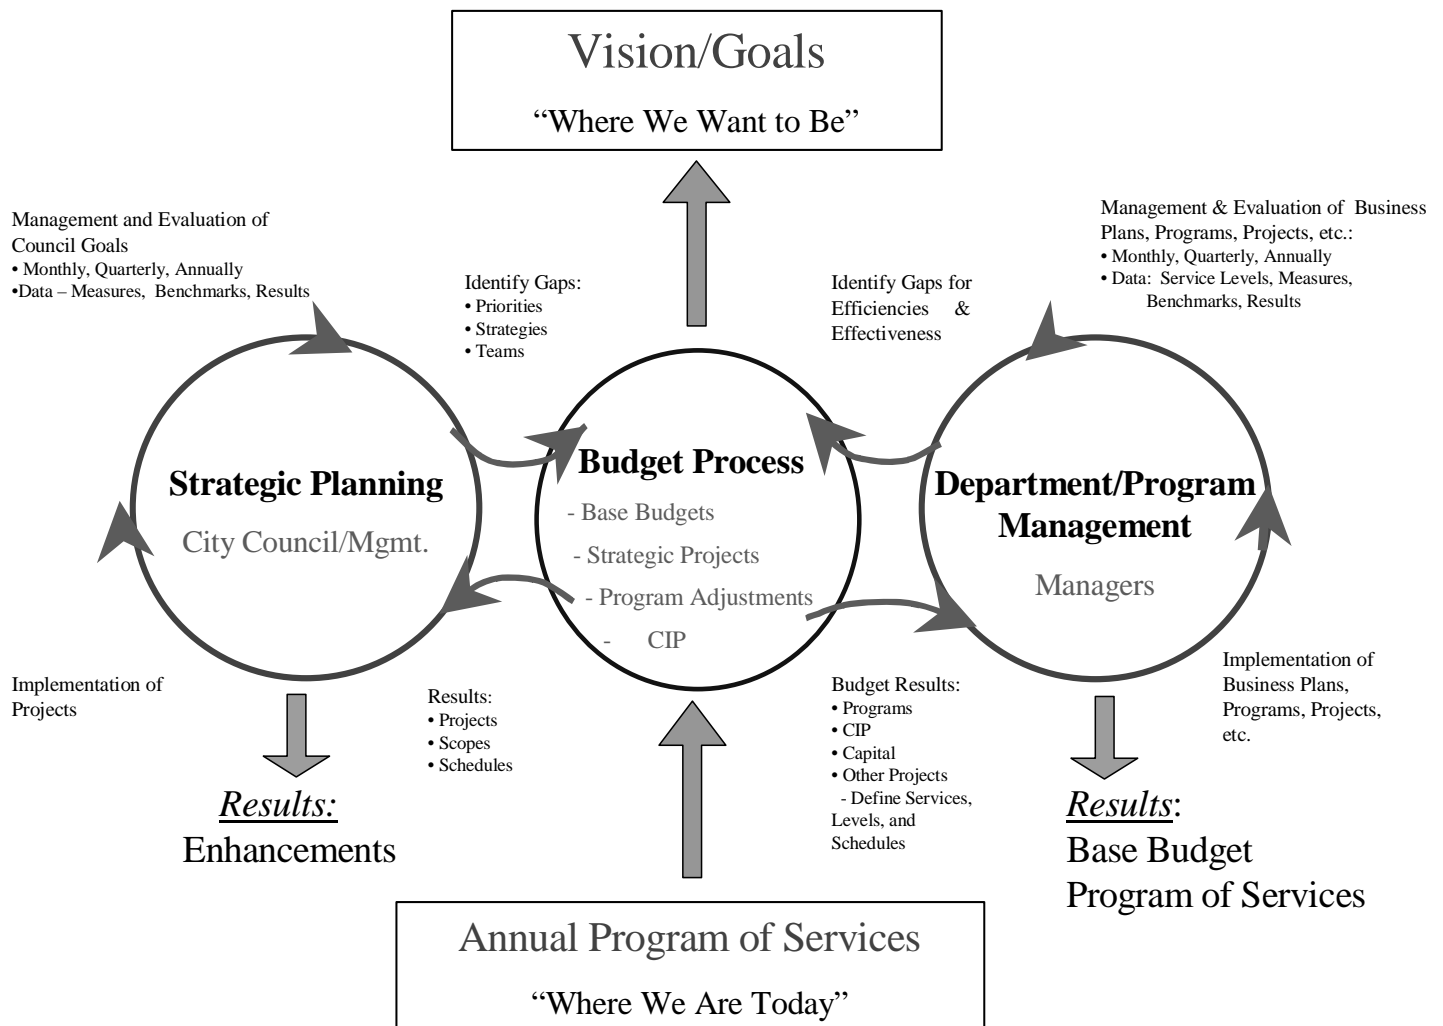 Vision/Goals
“Where We Want to Be”
Management and Evaluation of
Council Goals
• Monthly, Quarterly, Annually
•Data – Measures, Benchmarks, Results
Identify Gaps:
• Priorities
• Strategies
• Teams
Identify Gaps for
Efficiencies &
Effectiveness
Management & Evaluation of Business
Plans, Programs, Projects, etc.:
• Monthly, Quarterly, Annually
• Data: Service Levels, Measures,
Benchmarks, Results
Strategic Planning
City Council/Mgmt.
Budget Process
- Base Budgets
- Strategic Projects
- Program Adjustments
- CIP
Department/Program
Management
Managers
Implementation of
Projects
Results:
• Projects
• Scopes
• Schedules
Budget Results:
• Programs
• CIP
• Capital
• Other Projects
- Define Services,
Levels, and
Schedules
Implementation of
Business Plans,
Programs, Projects,
etc.
Results:
Enhancements
Results:
Base Budget
Program of Services
Annual Program of Services
“Where We Are Today”